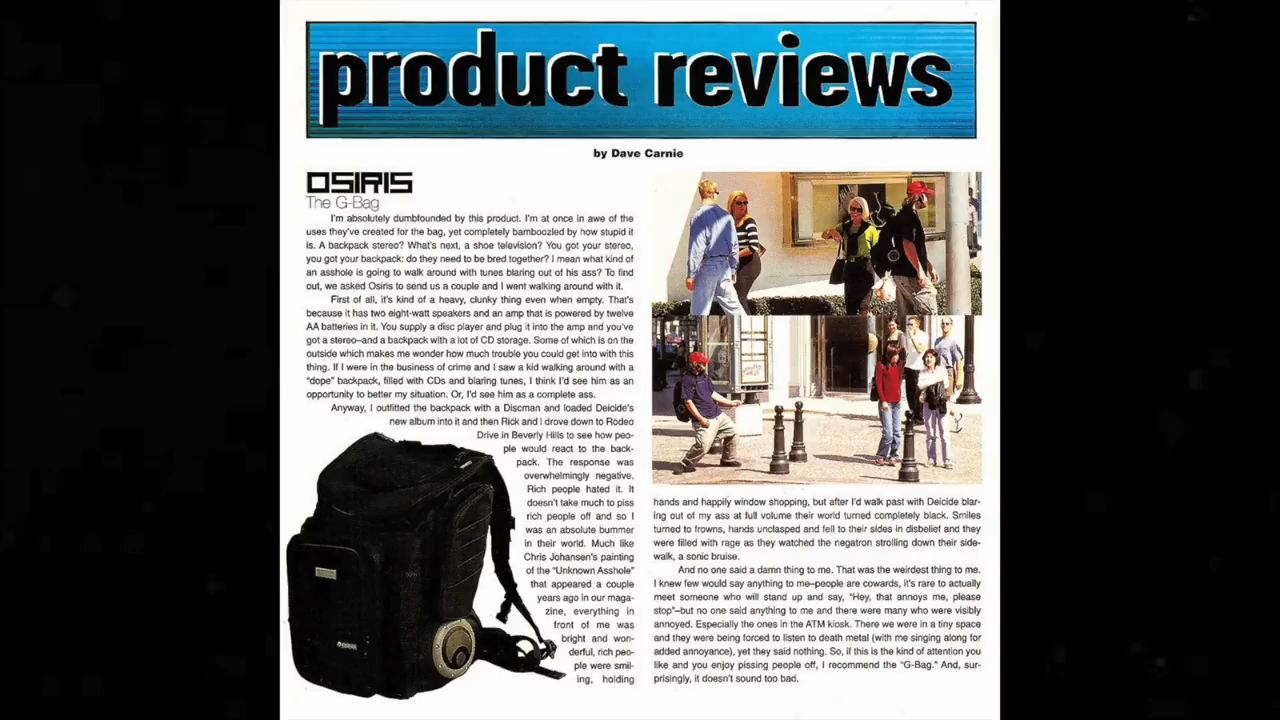 product reviews
by Dave Carnie
OSIRIS
The G-Bag
I'm absolutely dumbfounded by this product. I'm at once in awe of the
uses they've created for the bag, yet completely bamboozled by how stupid it
is. A backpack stereo? What's next, a shoe television? You got your stereo,
you got your backpack: do they need to be bred together? I mean what kind of
an asshole is going to walk around with tunes blaring out of his ass? To find
out, we asked Osiris to send us a couple and I went walking around with it.
First of all, it's kind of a heavy, clunky thing even when empty. That's
because it has two eight-watt speakers and an amp that is powered by twelve
AA batteries in it. You supply a disc player and plug it into the amp and you've
got a stereo–and a backpack with a lot of CD storage. Some of which is on the
outside which makes me wonder how much trouble you could get into with this
thing. If I were in the business of crime and I saw a kid walking around with a
"dope" backpack, filled with CDs and blaring tunes, I think I'd see him as an
opportunity to better my situation. Or, I'd see him as a complete ass.
Anyway, I outfitted the backpack with a Discman and loaded Deicide's
new album into it and then Rick and I drove down to Rodeo
Drive in Beverly Hills to see how peo-
ple would react to the back-
pack. The response was
overwhelmingly negative.
Rich people hated it. It
doesn't take much to piss
rich people off and so I
was an absolute bummer
in their world. Much like
Chris Johansen's painting
of the "Unknown Asshole"
that appeared a couple
years ago in our maga-
zine, everything in
front of me was
bright and won-
derful, rich peo-
ple were smil-
ing, holding
hands and happily window shopping, but after I'd walk past with Deicide blar-
ing out of my ass at full volume their world turned completely black. Smiles
turned to frowns, hands unclasped and fell to their sides in disbelief and they
were filled with rage as they watched the negatron strolling down their side-
walk, a sonic bruise.
And no one said a damn thing to me. That was the weirdest thing to me.
I knew few would say anything to me–people are cowards, it's rare to actually
meet someone who will stand up and say, "Hey, that annoys me, please
stop"–but no one said anything to me and there were many who were visibly
annoyed. Especially the ones in the ATM kiosk. There we were in a tiny space
and they were being forced to listen to death metal (with me singing along for
added annoyance), yet they said nothing. So, if this is the kind of attention you
like and you enjoy pissing people off, I recommend the "G-Bag." And, sur-
prisingly, it doesn't sound too bad.